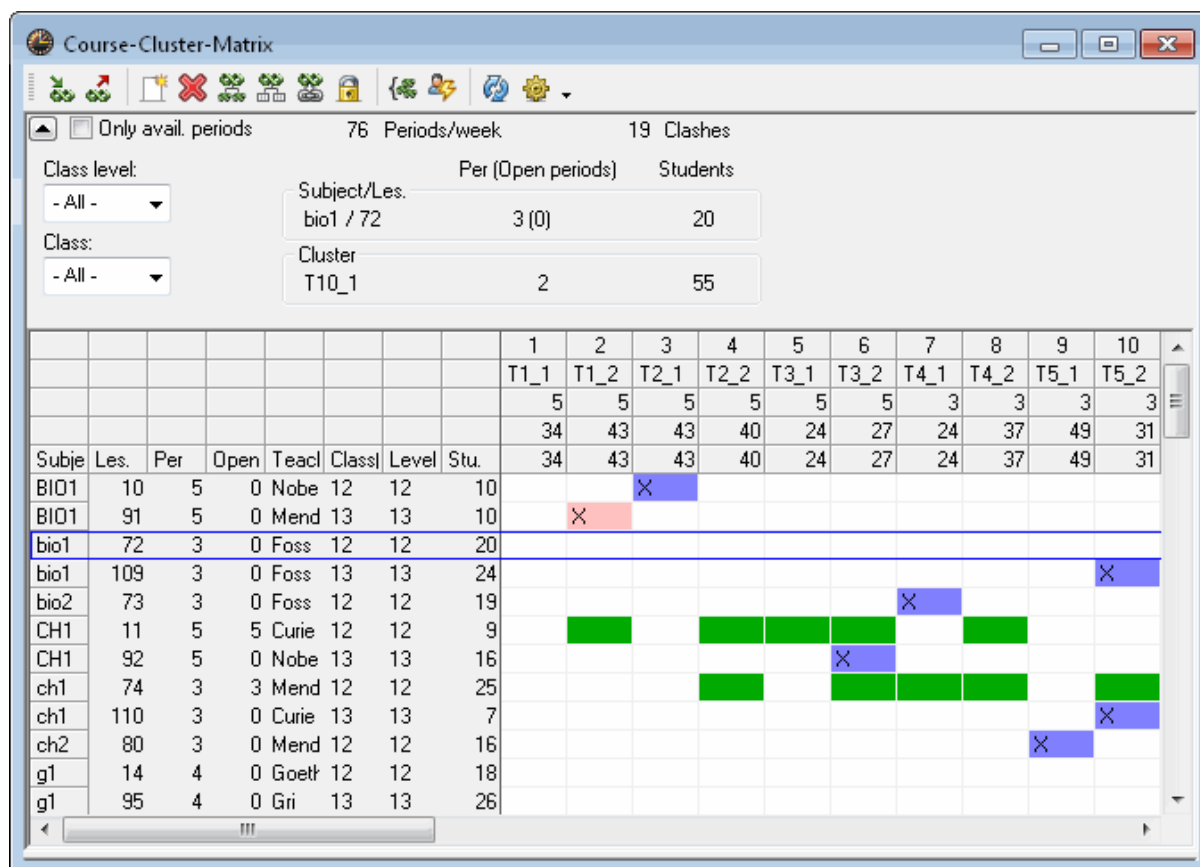 Course-Cluster-Matrix
Only avail. periods 76 Periods/week 19 Clashes
Class level: Per (Open periods) Students
- All - Subject/Les.
bio1 / 72 3 (0) 20
Class: Cluster
- All - T10_1 2 55
1 2 3 4 5 6 7 8 9 10
T1_1 T1_2 T2_1 T2_2 T3_1 T3_2 T4_1 T4_2 T5_1 T5_2
5 5 5 5 5 5 3 3 3 3
34 43 43 40 24 27 24 37 49 31
Subje Les. Per Open Teacl Class Level Stu. 34 43 43 40 24 27 24 37 49 31
BIO1 10 5 0 Nobe 12 12 10 X
BIO1 91 5 0 Mend 13 13 10 X
bio1 72 3 0 Foss 12 12 20
bio1 109 3 0 Foss 13 13 24 X
bio2 73 3 0 Foss 12 12 19 X
CH1 11 5 5 Curie 12 12 9
CH1 92 5 0 Nobe 13 13 16 X
ch1 74 3 3 Mend 12 12 25
ch1 110 3 0 Curie 13 13 7 X
ch2 80 3 0 Mend 12 12 16 X
g1 14 4 0 Goeth 12 12 18
g1 95 4 0 Gri 13 13 26